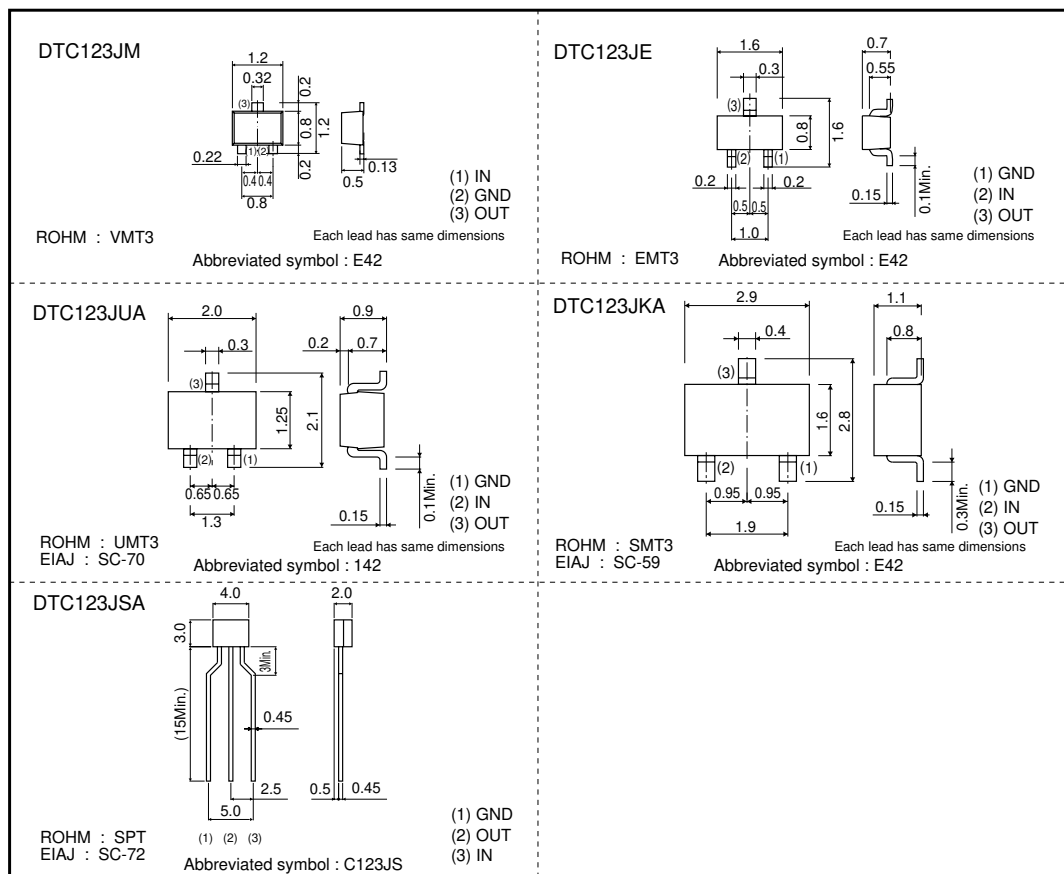 DTC123JM
1.2
0.32
0.2
(3)
0.8
1.2
(1)
(2)
0.22
0.4
0.4
0.2
0.8
0.13
0.5
(1) IN
(2) GND
(3) OUT
ROHM : VMT3
Each lead has same dimensions
Abbreviated symbol : E42
DTC123JE
1.6
0.3
0.7
0.55
(3)
0.8
1.6
(2)
(1)
0.2
0.2
0.5
0.5
1.0
0.15
0.1Min.
(1) GND
(2) IN
(3) OUT
Each lead has same dimensions
ROHM : EMT3
Abbreviated symbol : E42
DTC123JUA
2.0
0.3
0.9
0.2
0.7
(3)
1.25
2.1
(2)
(1)
0.65
0.65
1.3
0.15
0.1Min.
(1) GND
(2) IN
(3) OUT
ROHM : UMT3
EIAJ : SC-70
Each lead has same dimensions
Abbreviated symbol : 142
DTC123JKA
2.9
0.4
1.1
0.8
(3)
1.6
2.8
(2)
(1)
0.95
0.95
1.9
0.15
0.3Min.
(1) GND
(2) IN
(3) OUT
ROHM : SMT3
EIAJ : SC-59
Each lead has same dimensions
Abbreviated symbol : E42
DTC123JSA
4.0
2.0
3.0
3Min.
(15Min.)
0.45
2.5
5.0
0.5
0.45
(1) (2) (3)
(1) GND
(2) OUT
(3) IN
ROHM : SPT
EIAJ : SC-72
Abbreviated symbol : C123JS